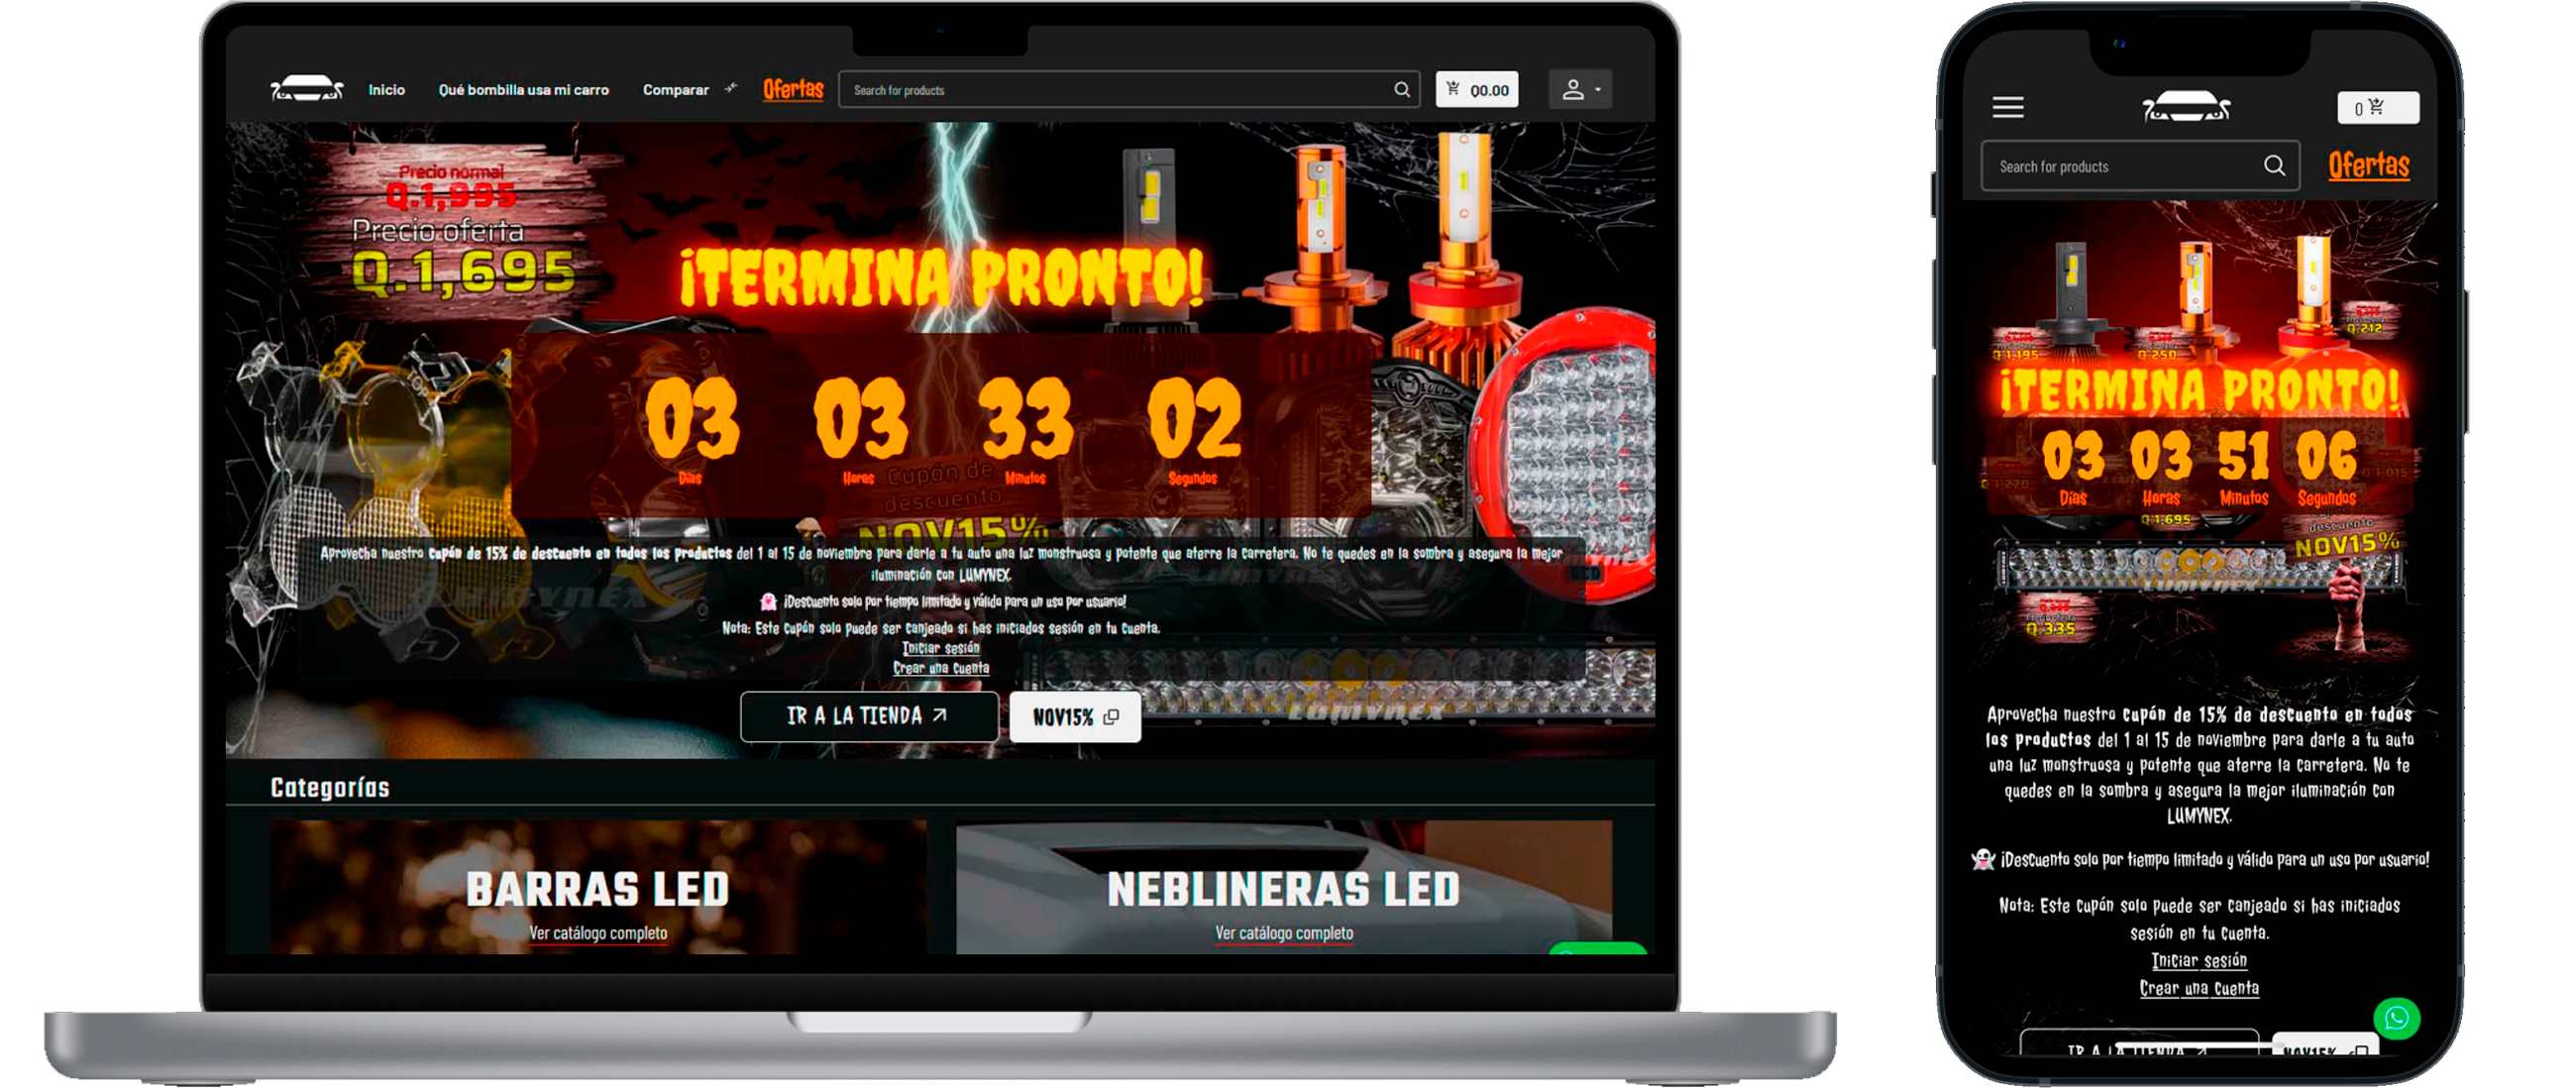 Inicio
Qué bombilla usa mi carro
Comparar
Ofertas
Search for products
Q0.00
Precio normal
Q.1,995
Precio oferta
Q.1,695
¡TERMINA PRONTO!
03 03 33 02
Días Horas Minutos Segundos
Cupón de
descuento
NOV15%
Aprovecha nuestro cupón de 15% de descuento en todos los productos del 1 al 15 de noviembre para darle a tu auto una luz monstruosa y potente que aterre la carretera. No te quedes en la sombra y asegura la mejor
iluminación con LUMYNEX.
👻 ¡Descuento solo por tiempo limitado y válido para un uso por usuario!
Nota: Este cupón solo puede ser canjeado si has iniciados sesión en tu cuenta.
Iniciar sesión
Crear una cuenta
LUMYNEX
IR A LA TIENDA
NOV15%
Categorías
BARRAS LED
Ver catálogo completo
NEBLINERAS LED
Ver catálogo completo
0
Search for products
Ofertas
Q.212
Q.1,195
Q.250
¡TERMINA PRONTO!
03 03 51 06
Días Horas Minutos Segundos
Q.1,270
Q.1,015
Q.1,695
descuento
NOV15%
LUMYNEX
Q.335
Aprovecha nuestro cupón de 15% de descuento en todos
los productos del 1 al 15 de noviembre para darle a tu auto
una luz monstruosa y potente que aterre la carretera. No te
quedes en la sombra y asegura la mejor iluminación con
LUMYNEX.
👻 ¡Descuento solo por tiempo limitado y válido para un uso por usuario!
Nota: Este cupón solo puede ser canjeado si has iniciados
sesión en tu cuenta.
Iniciar sesión
Crear una cuenta
IR A LA TIENDA
NOV15%